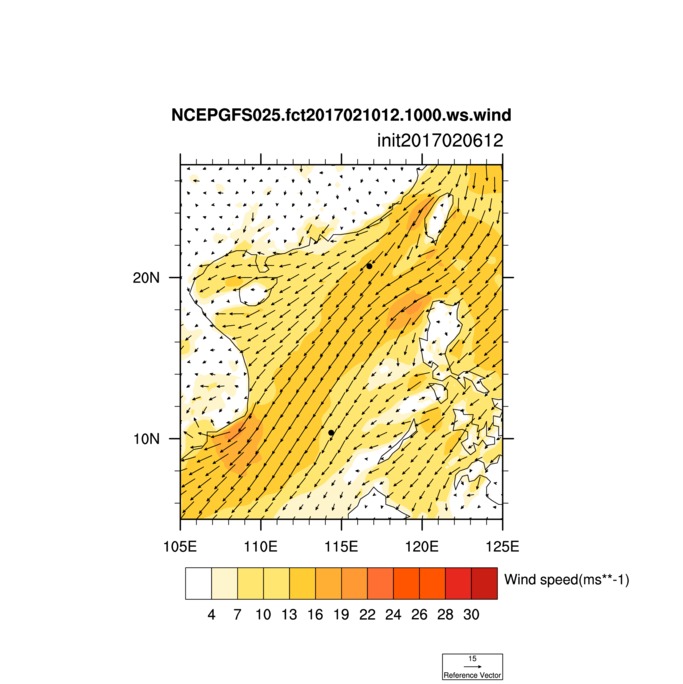 NCEPGFS025.fct2017021012.1000.ws.wind
init2017020612
20N
10N
105E 110E 115E 120E 125E
Wind speed(ms**-1)
4 7 10 13 16 19 22 24 26 28 30
15
Reference Vector